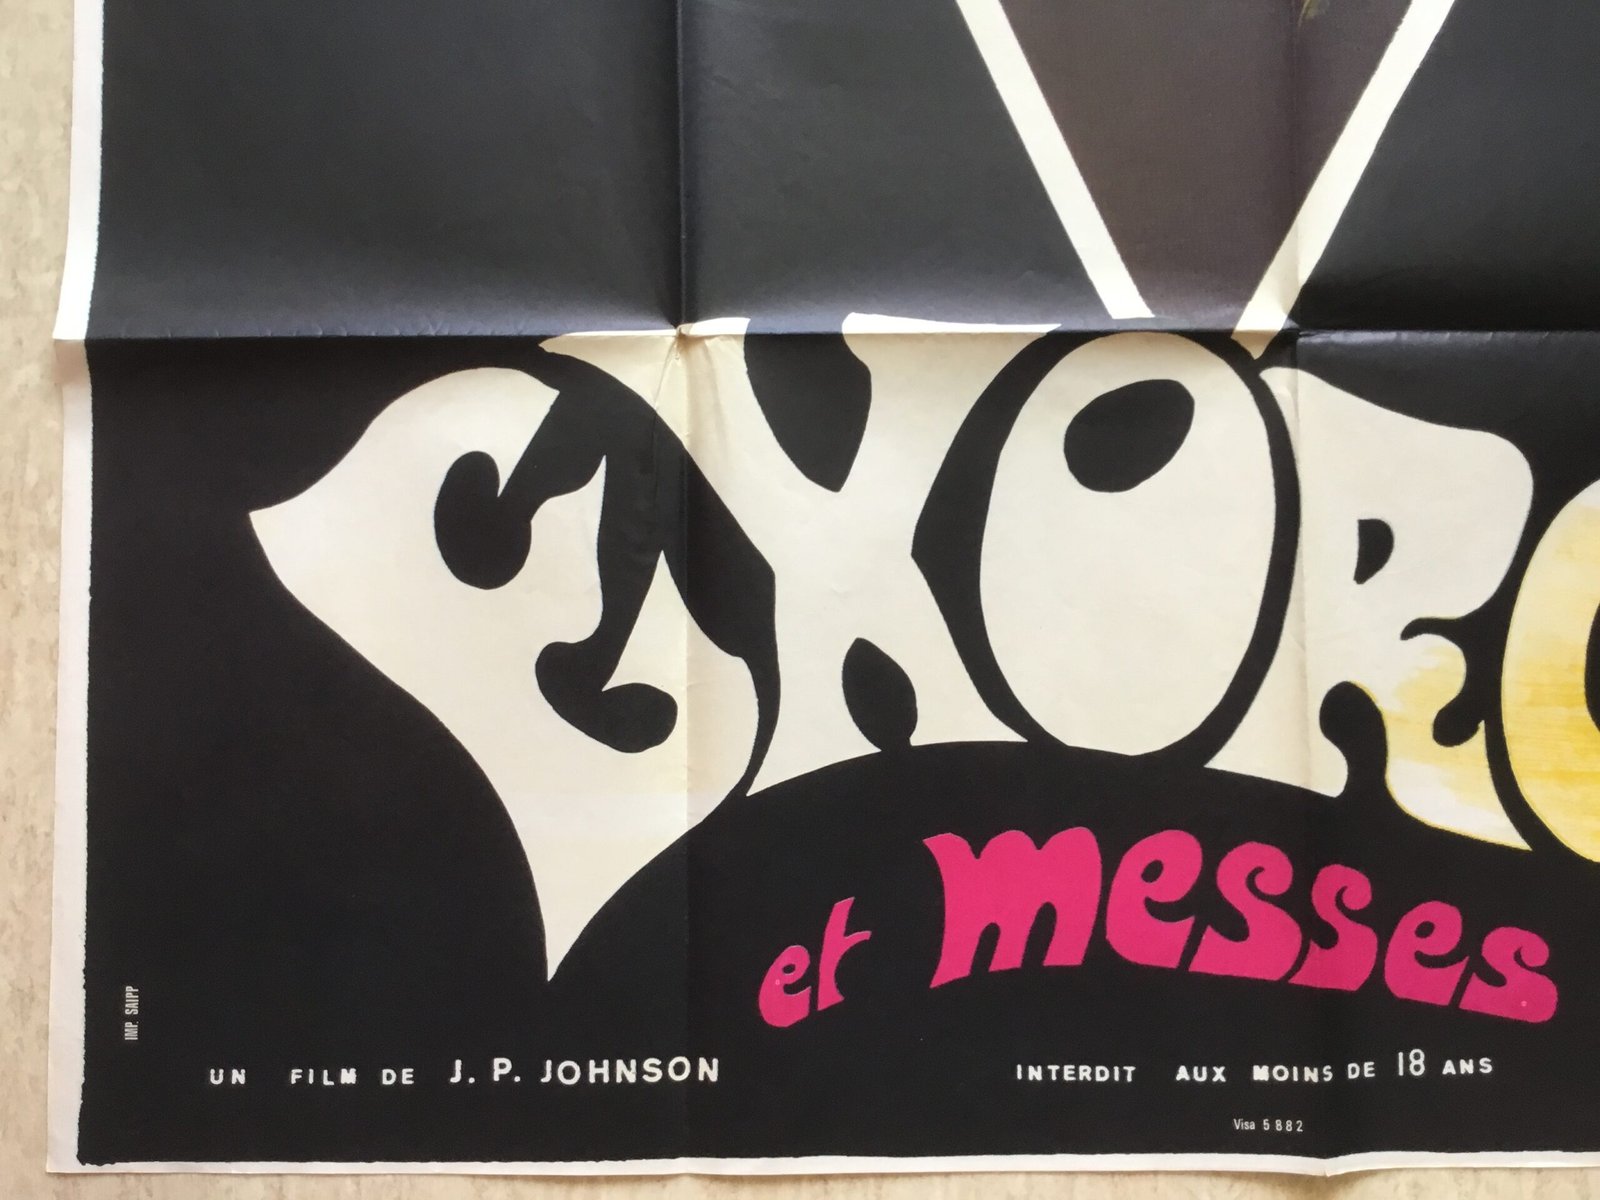 EXORC
et messes
IMP. SAIPP
UN FILM DE J. P. JOHNSON
INTERDIT AUX MOINS DE 18 ANS
Visa 5882